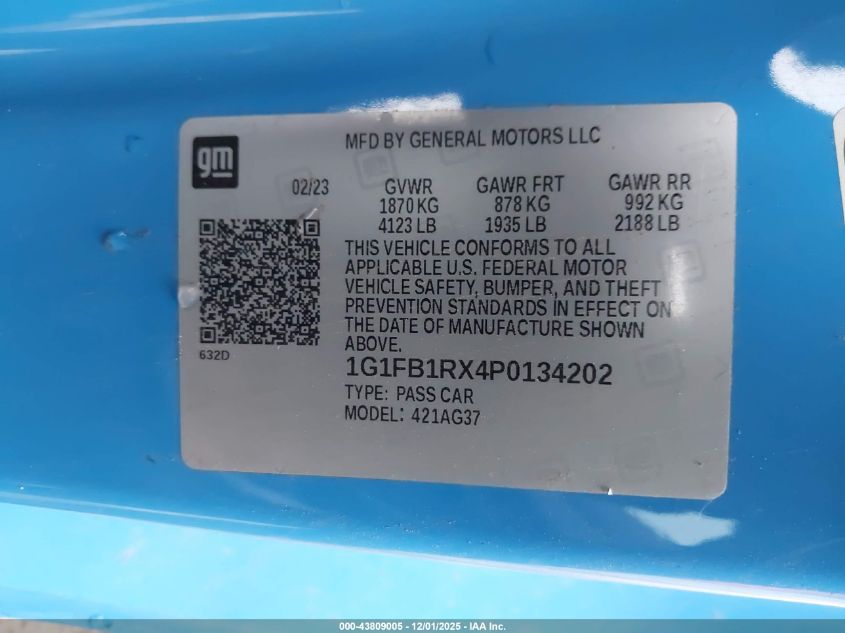 gm
MFD BY GENERAL MOTORS LLC
02/23 GVWR GAWR FRT GAWR RR
1870 KG 878 KG 992 KG
4123 LB 1935 LB 2188 LB
THIS VEHICLE CONFORMS TO ALL
APPLICABLE U.S. FEDERAL MOTOR
VEHICLE SAFETY, BUMPER, AND THEFT
PREVENTION STANDARDS IN EFFECT ON
THE DATE OF MANUFACTURE SHOWN
ABOVE.
632D
1G1FB1RX4P0134202
TYPE: PASS CAR
MODEL: 421AG37
000-43809005 - 12/01/2025 - IAA Inc.